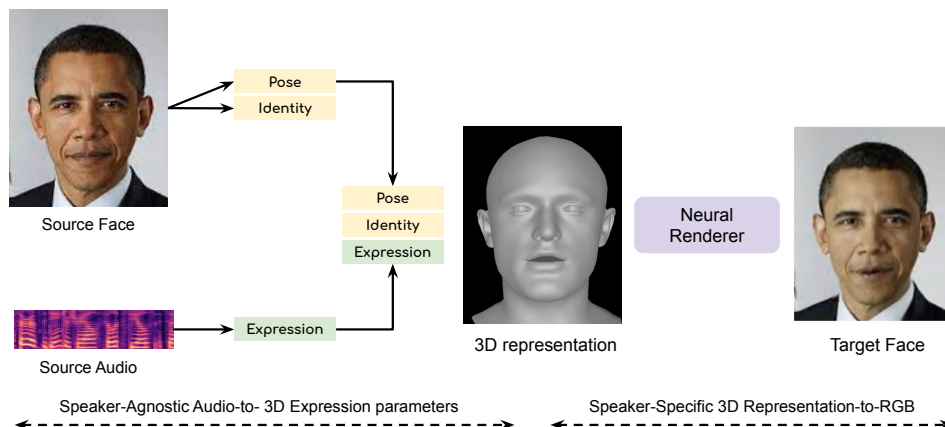 Pose
Identity
Source Face
Pose
Identity
Expression
Neural
Renderer
Expression
3D representation
Target Face
Source Audio
Speaker-Agnostic Audio-to- 3D Expression parameters
Speaker-Specific 3D Representation-to-RGB